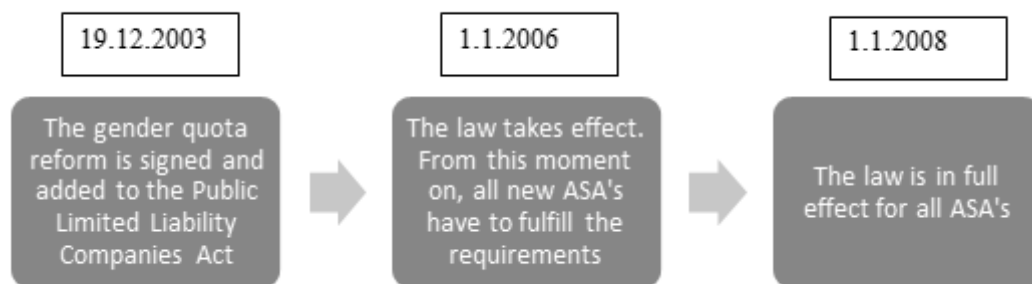 19.12.2003
1.1.2006
1.1.2008
The gender quota
reform is signed and
added to the Public
Limited Liability
Companies Act
The law takes effect.
From this moment
on, all new ASA's
have to fulfill the
requirements
The law is in full
effect for all ASA's